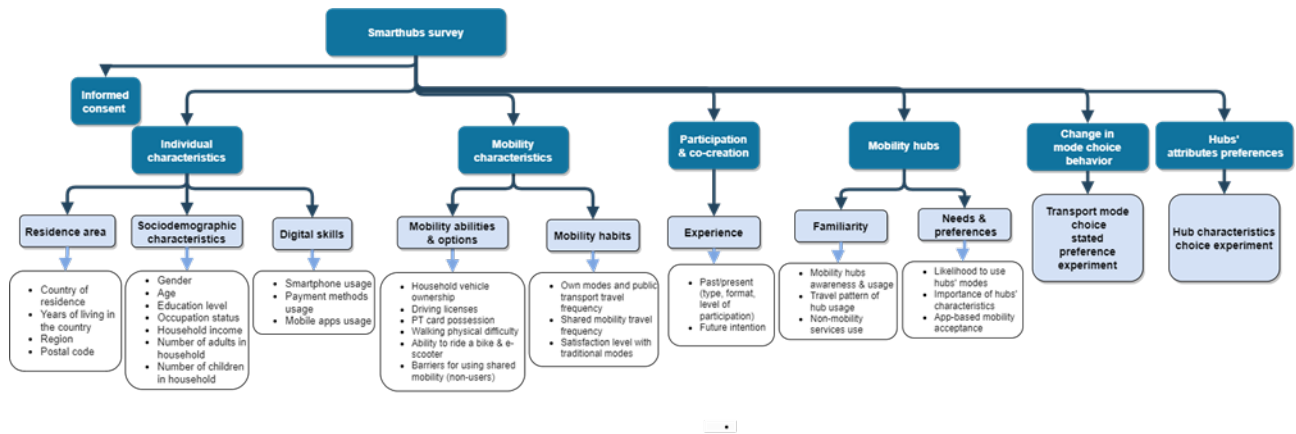 Smarthubs survey
Informed
consent
Individual
characteristics
Mobility
characteristics
Participation
& co-creation
Mobility hubs
Change in
mode choice
behavior
Hubs'
attributes preferences
Residence area
Sociodemographic
characteristics
Digital skills
Mobility abilities
& options
Mobility habits
Experience
Familiarity
Needs &
preferences
Transport mode
choice
stated
preference
experiment
Hub characteristics
choice experiment
• Country of
residence
• Years of living in
the country
• Region
• Postal code
• Gender
• Age
• Education level
• Occupation status
• Household income
• Number of adults in
household
• Number of children
in household
• Smartphone usage
• Payment methods
usage
• Mobile apps usage
• Household vehicle
ownership
• Driving licenses
• PT card possession
• Walking physical difficulty
• Ability to ride a bike & e-
scooter
• Barriers for using shared
mobility (non-users)
• Own modes and public
transport travel
frequency
• Shared mobility travel
frequency
• Satisfaction level with
traditional modes
• Past/present
(type, format,
level of
participation)
• Future intention
• Mobility hubs
awareness & usage
• Travel pattern of
hub usage
• Non-mobility
services use
• Likelihood to use
hubs' modes
• Importance of hubs'
characteristics
• App-based mobility
acceptance